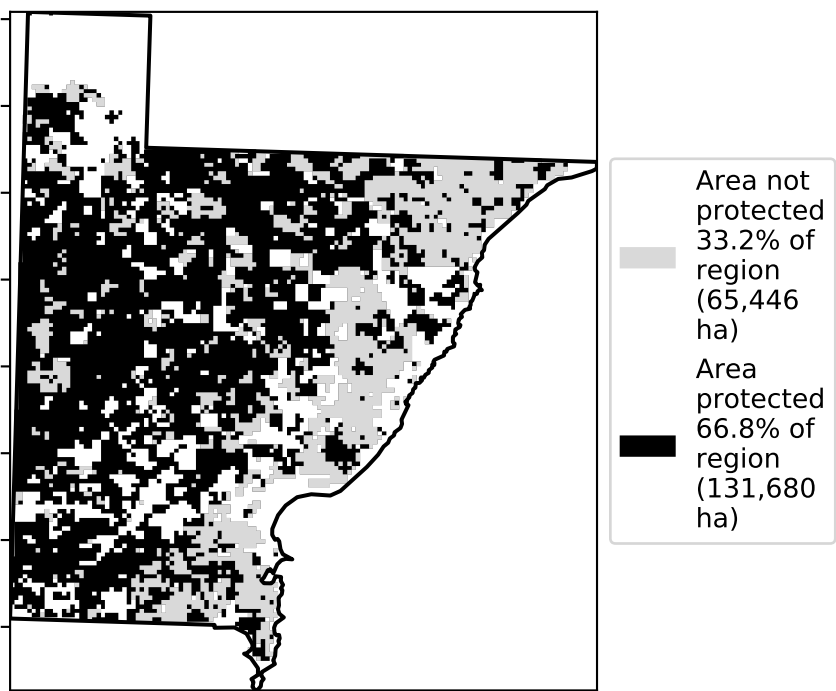 Area not
protected
33.2% of
region
(65,446
ha)
Area
protected
66.8% of
region
(131,680
ha)